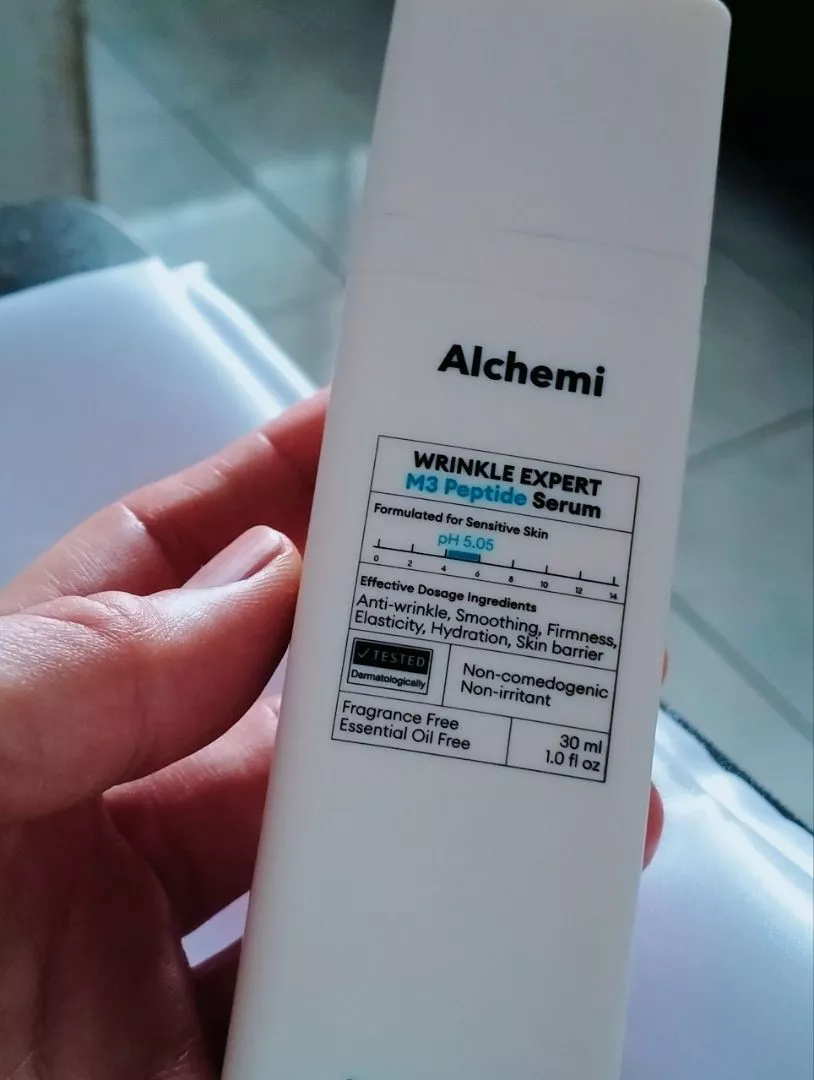 Alchemi
WRINKLE EXPERT
M3 Peptide Serum
Formulated for Sensitive Skin
pH 5.05
0 2 4 6 8 10 12 14
Effective Dosage Ingredients
Anti-wrinkle, Smoothing, Firmness,
Elasticity, Hydration, Skin barrier
✓TESTED
Dermatologically
Non-comedogenic
Non-irritant
Fragrance Free
Essential Oil Free
30 ml
1.0 fl oz